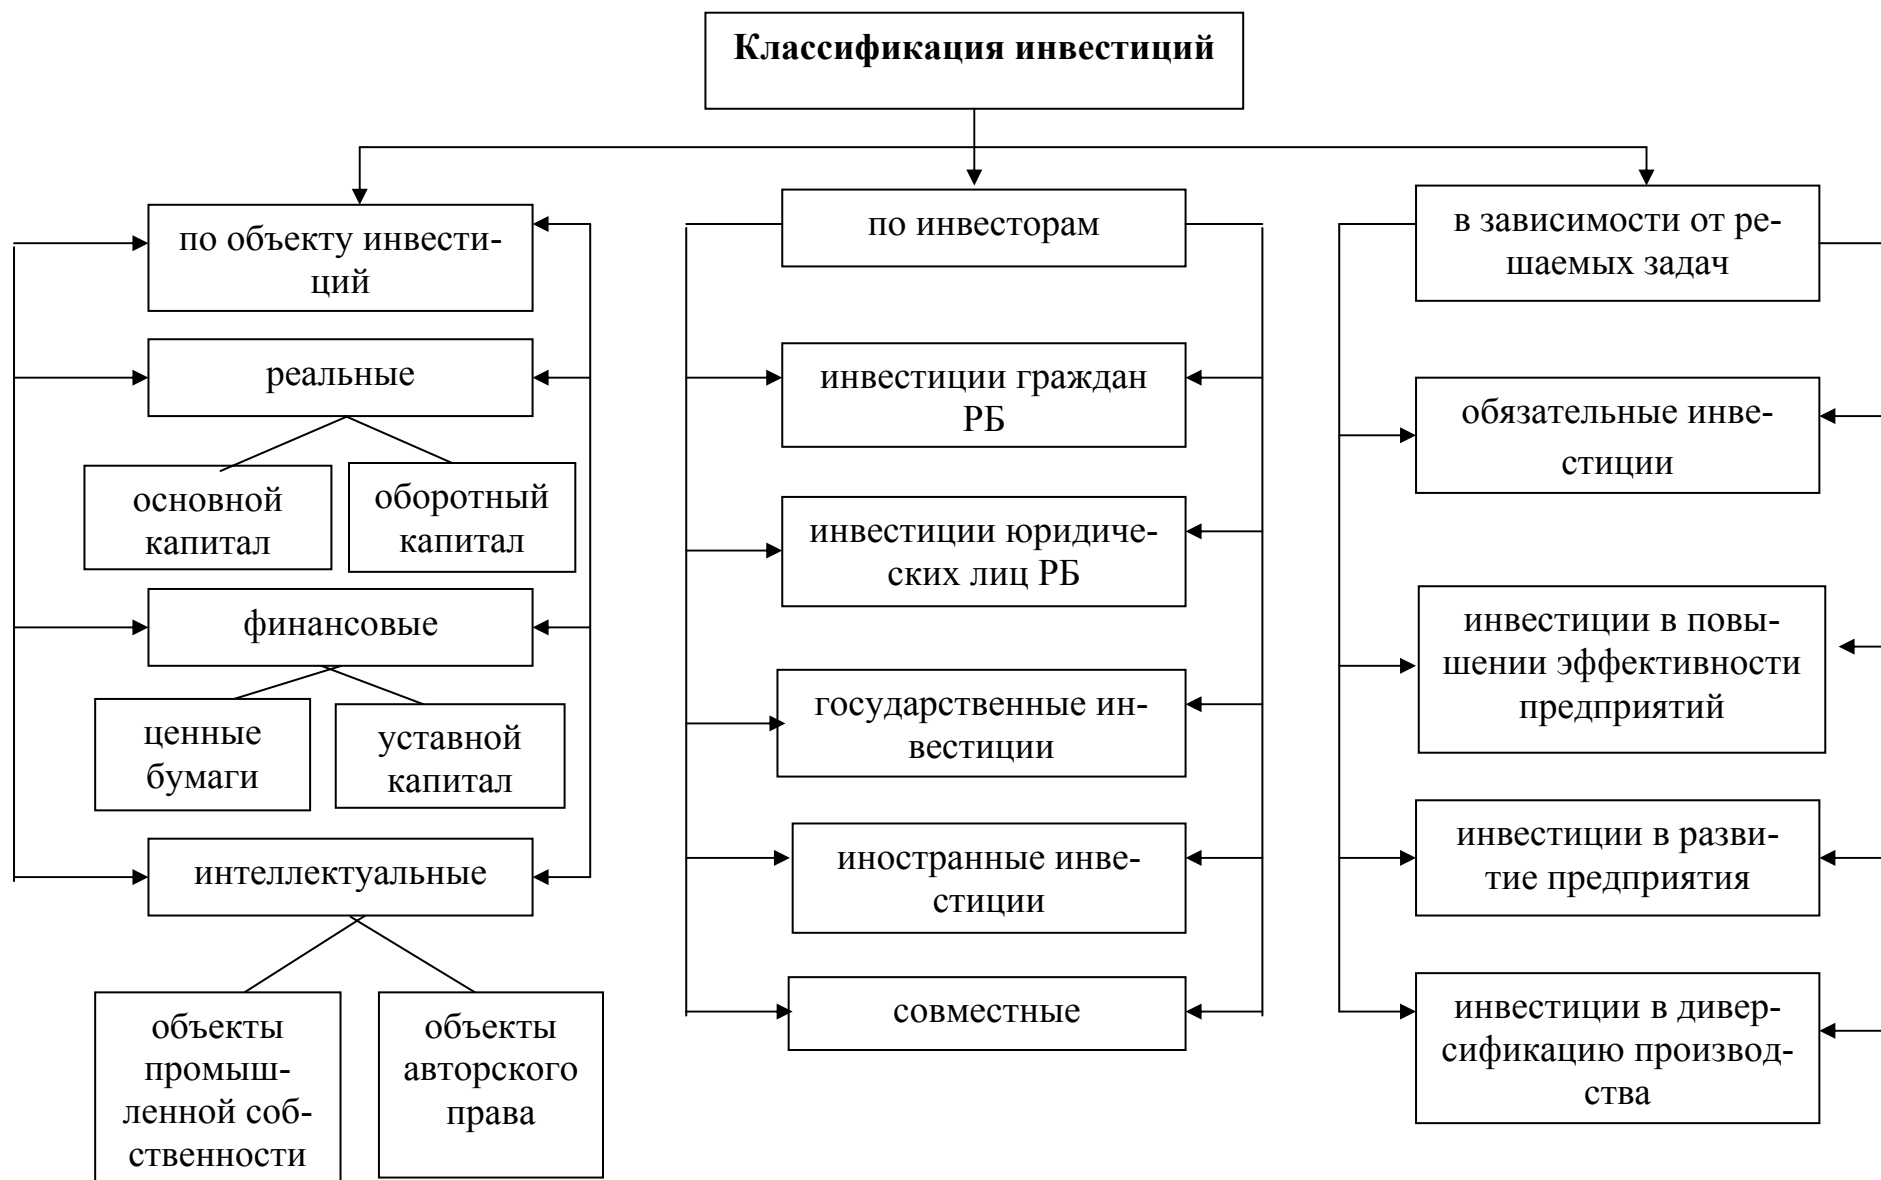 Классификация инвестиций
по объекту инвести-
ций
реальные
основной
капитал
оборотный
капитал
финансовые
ценные
бумаги
уставной
капитал
интеллектуальные
объекты
промыш-
ленной соб-
ственности
объекты
авторского
права
по инвесторам
инвестиции граждан
РБ
инвестиции юридиче-
ских лиц РБ
государственные ин-
вестиции
иностранные инве-
стиции
совместные
в зависимости от ре-
шаемых задач
обязательные инве-
стиции
инвестиции в повы-
шении эффективности
предприятий
инвестиции в разви-
тие предприятия
инвестиции в дивер-
сификацию производ-
ства